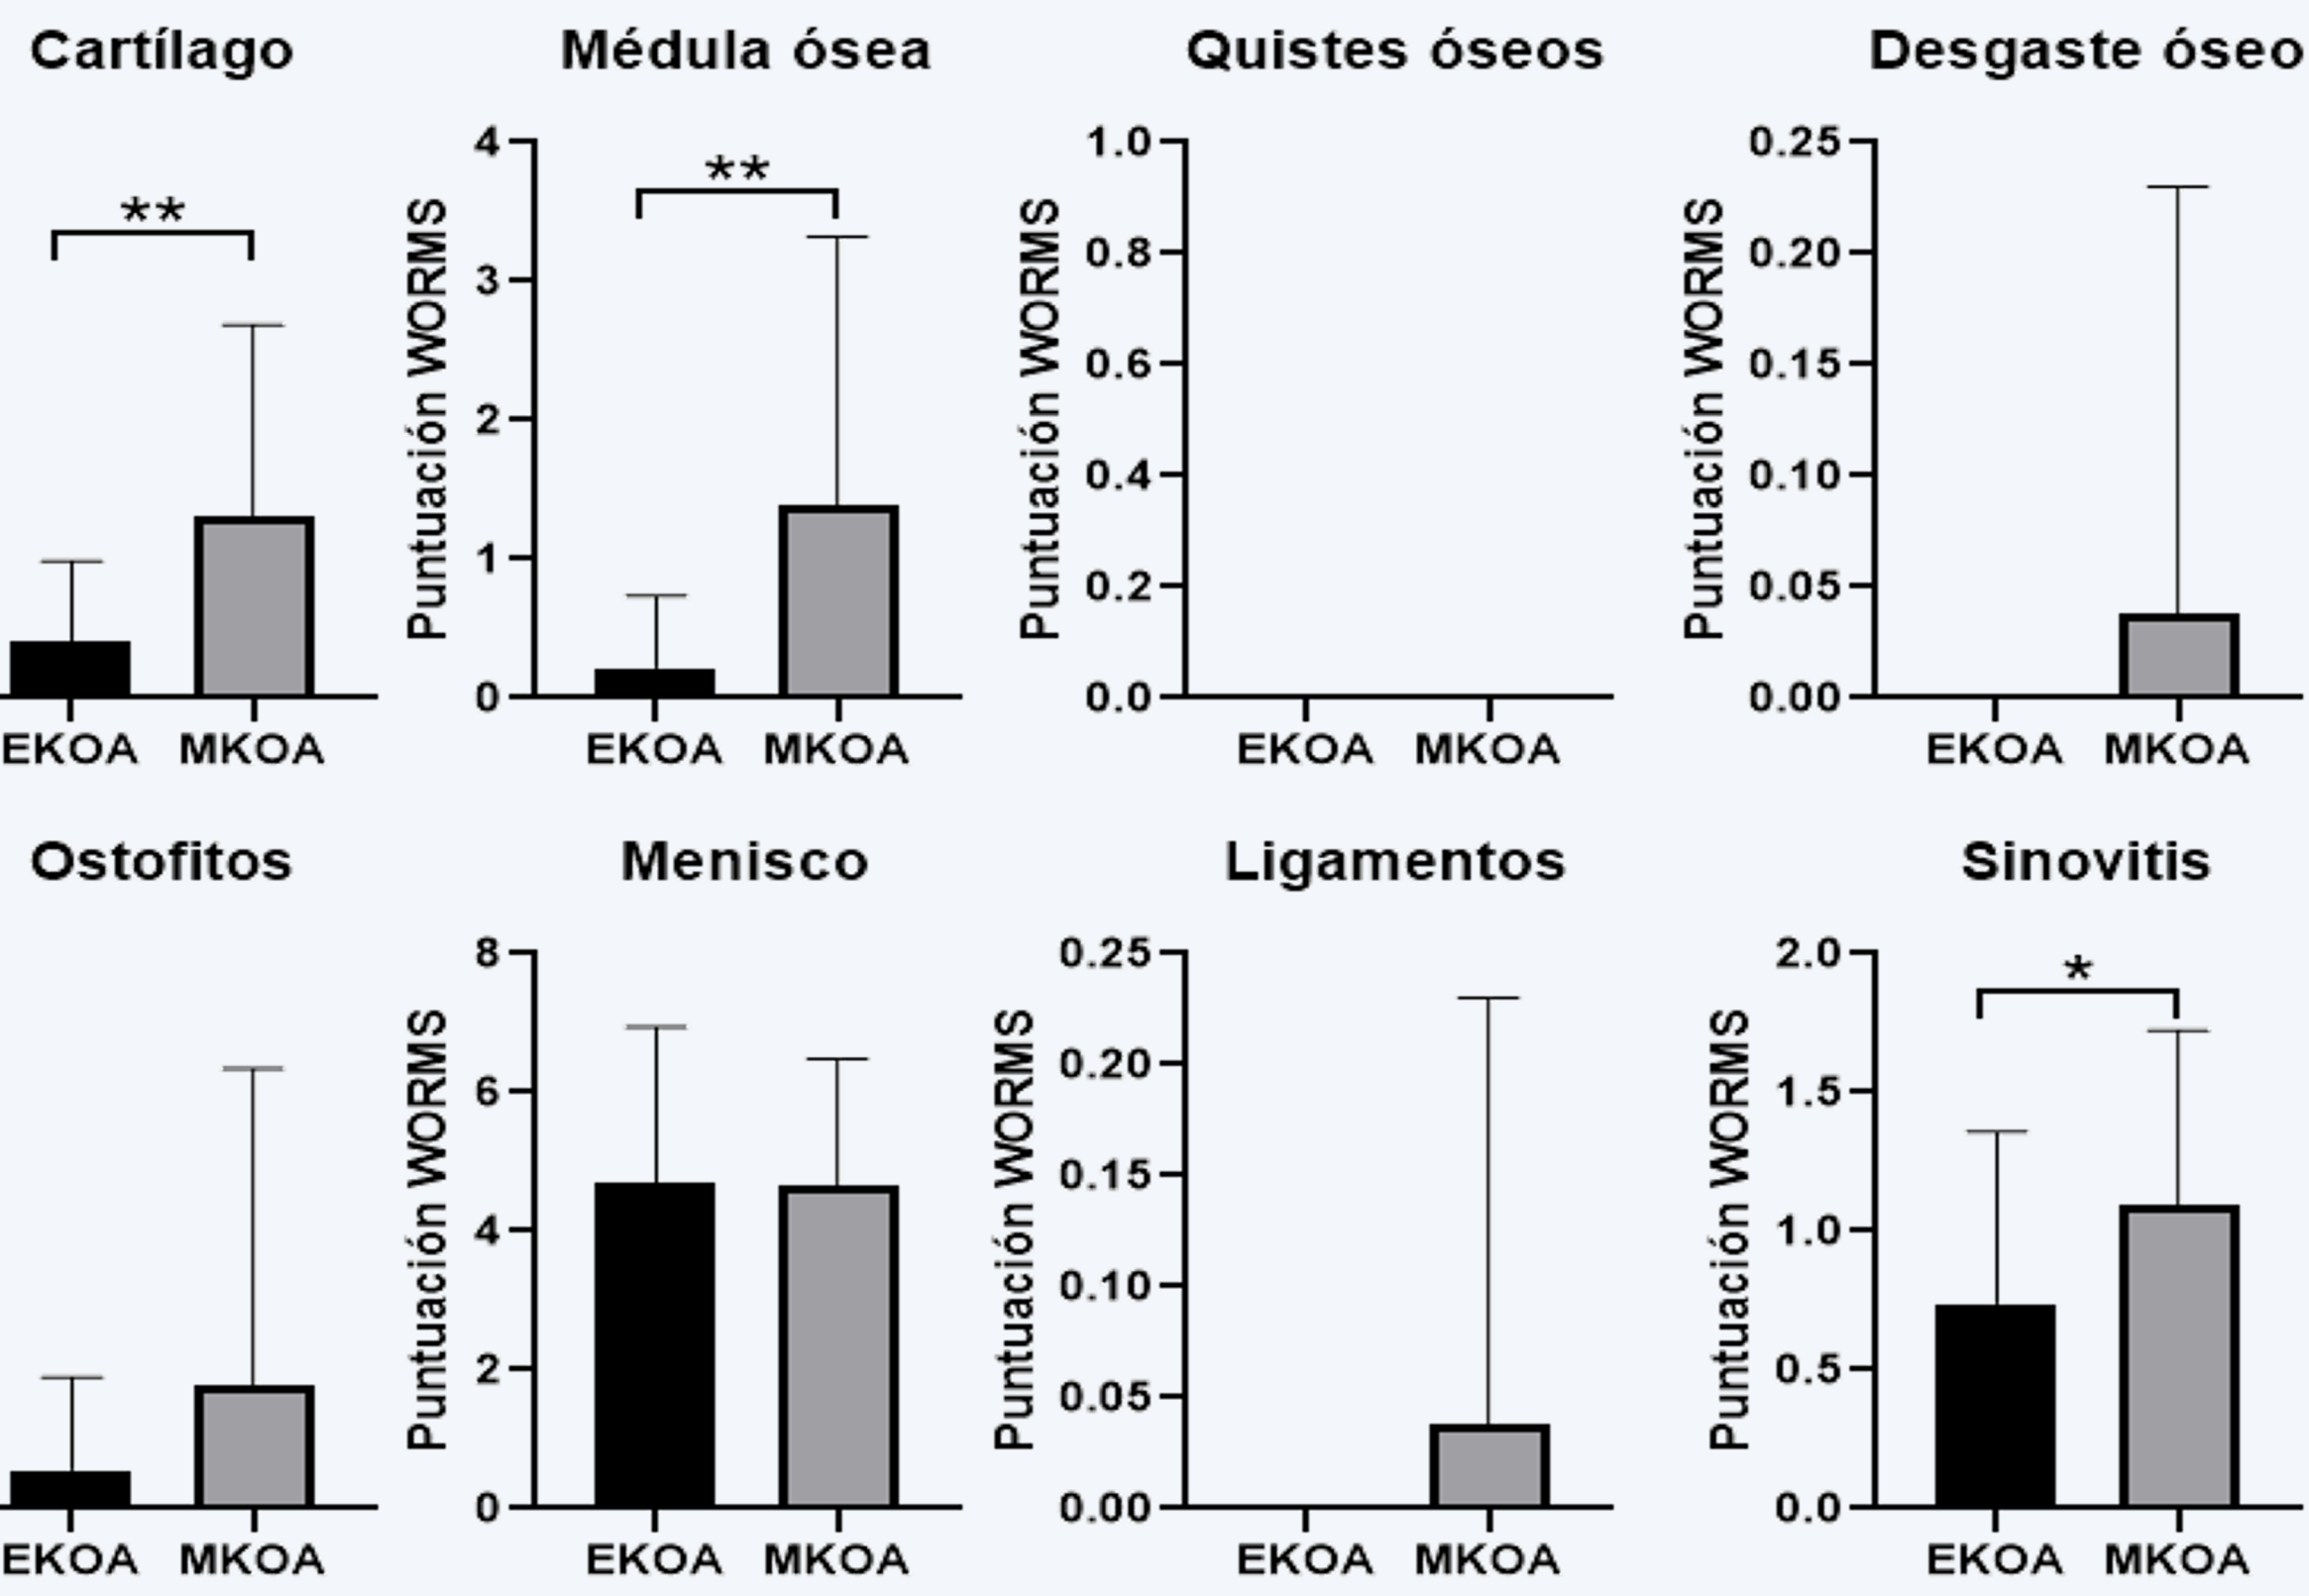 Cartílago
**
EKOA MKOA
Médula ósea
Puntuación WORMS
4
3
2
1
0
**
EKOA MKOA
Quistes óseos
Puntuación WORMS
1.0
0.8
0.6
0.4
0.2
0.0
EKOA MKOA
Desgaste óseo
Puntuación WORMS
0.25
0.20
0.15
0.10
0.05
0.00
EKOA MKOA
Ostofitos
EKOA MKOA
Menisco
Puntuación WORMS
8
6
4
2
0
EKOA MKOA
Ligamentos
Puntuación WORMS
0.25
0.20
0.15
0.10
0.05
0.00
EKOA MKOA
Sinovitis
Puntuación WORMS
2.0
1.5
1.0
0.5
0.0
*
EKOA MKOA